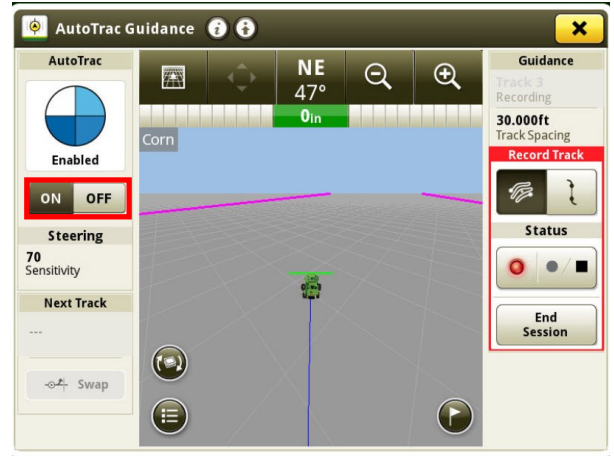 AutoTrac Guidance
AutoTrac
Enabled
ON OFF
Steering
70
Sensitivity
Next Track
---
Swap
NE
47°
0in
Corn
Guidance
Track 3
Recording
30.000ft
Track Spacing
Record Track
Status
End
Session